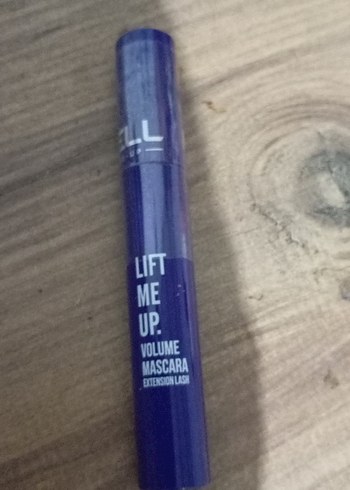 LIFT
ME
UP.
VOLUME
MASCARA
EXTENSION LASH